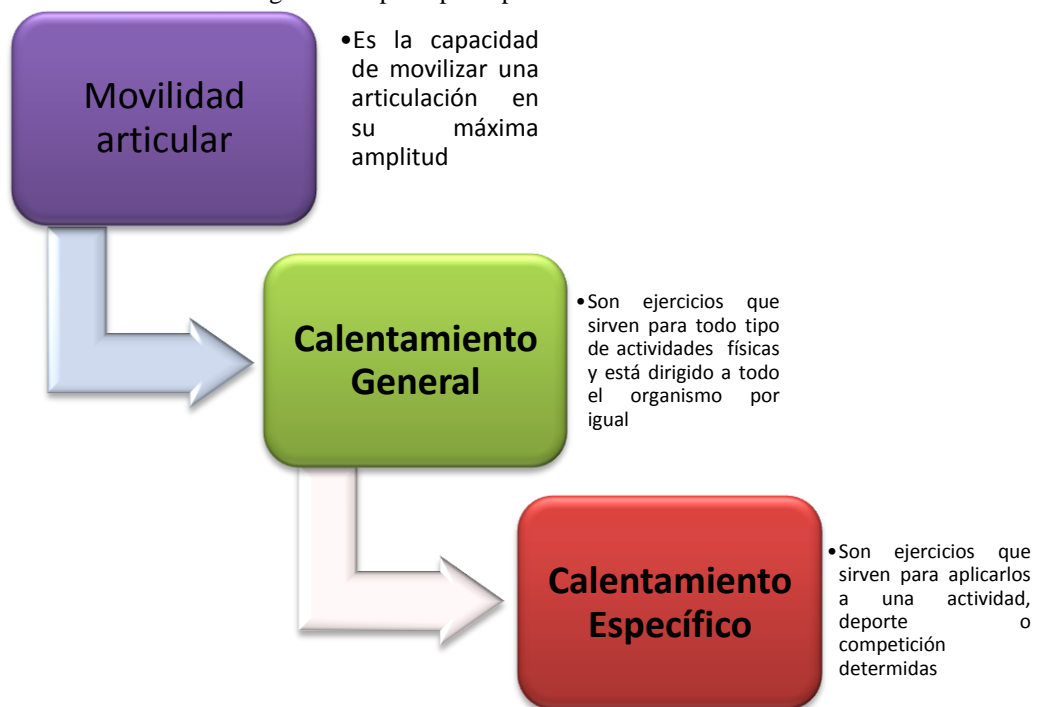 Movilidad
articular
•Es la capacidad
de movilizar una
articulación en
su máxima
amplitud
Calentamiento
General
•Son ejercicios que
sirven para todo tipo
de actividades físicas
y está dirigido a todo
el organismo por
igual
Calentamiento
Específico
•Son ejercicios que
sirven para aplicarlos
a una actividad,
deporte o
competición
determidas